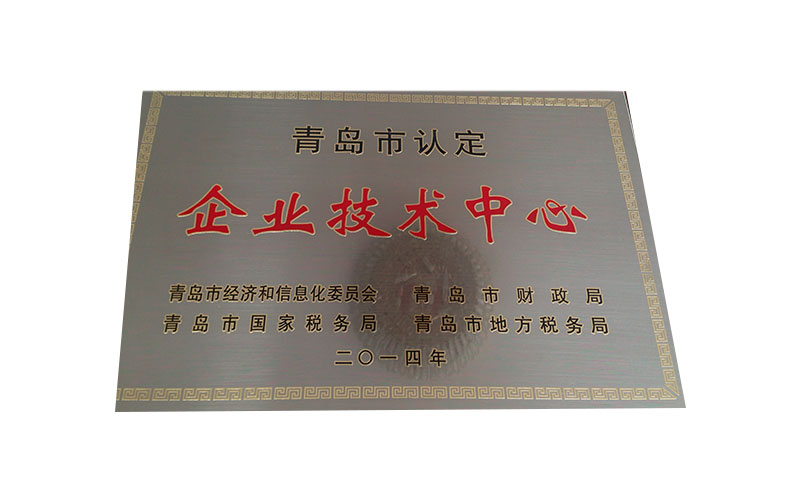 青岛市认定
企业技术中心
青岛市经济和信息化委员会 青岛市财政局
青岛市国家税务局 青岛市地方税务局
二〇一四年